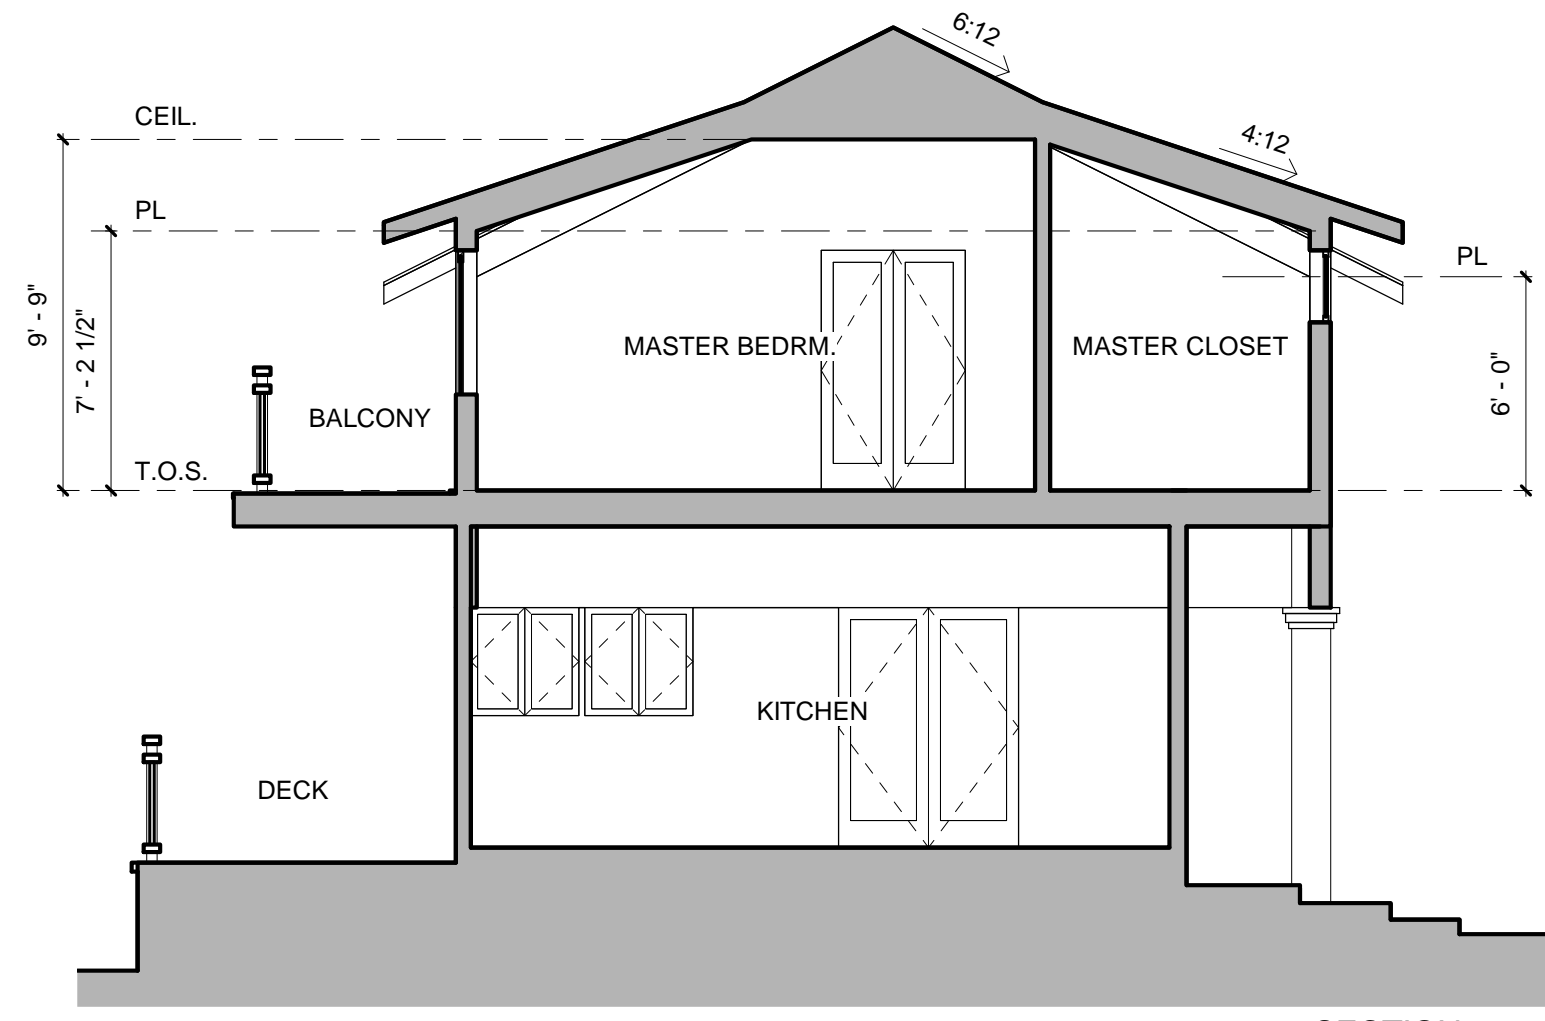 6:12
CEIL.
4:12
PL
PL
9' - 9"
7' - 2 1/2"
MASTER BEDRM.
MASTER CLOSET
6' - 0"
BALCONY
T.O.S.
KITCHEN
DECK